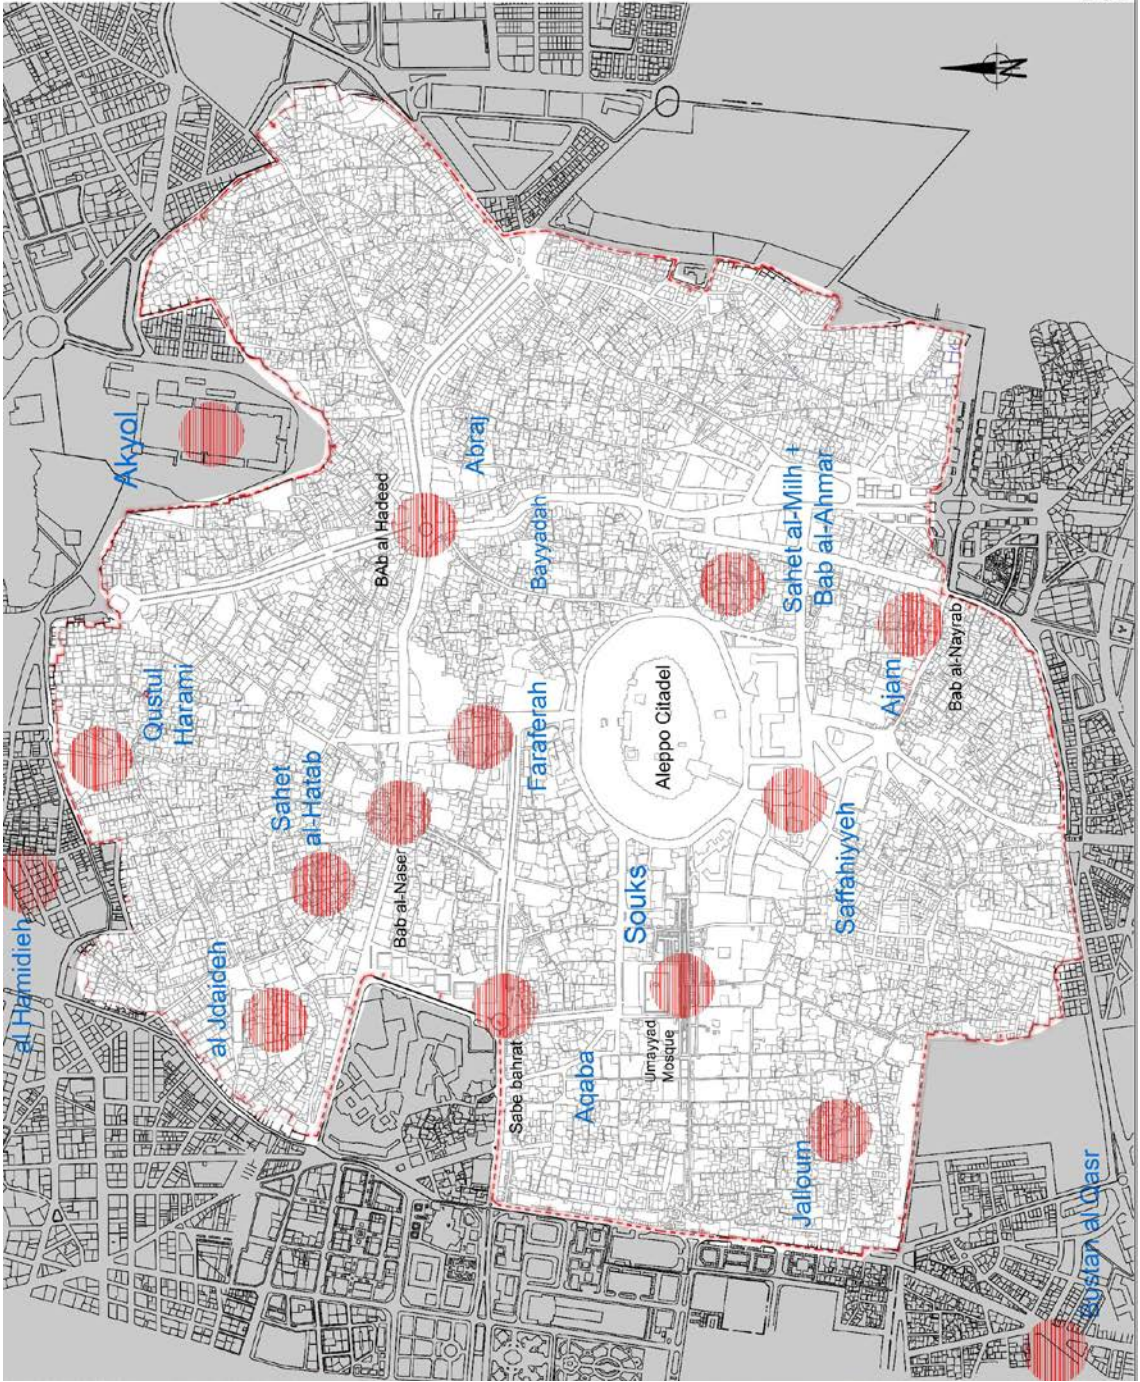 al Hamidieh
Akyol
Qustul
Harami
al Jdaideh
Sahet
al-Hatab
BAb al Hadeed
Bab al-Naser
Abraj
Sabe bahrat
Faraferah
Bayyadah
Aqaba
Souks
Umayyad
Mosque
Aleppo Citadel
Sahet al-Milh +
Bab al-Ahmar
Jalloum
Saffahiyyeh
Ajam
Bab al-Nayrab
N
Bustan al Qasr